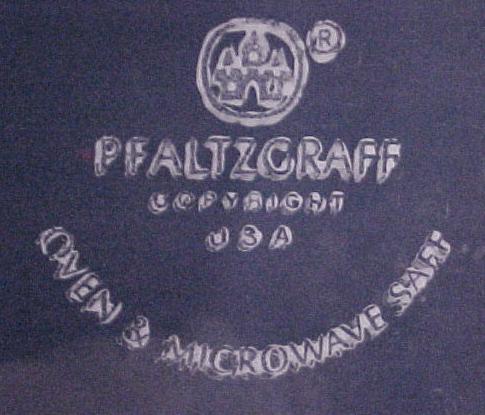 ®
PFALTZGRAFF
COPYRIGHT
USA
OVEN & MICROWAVE SAFE